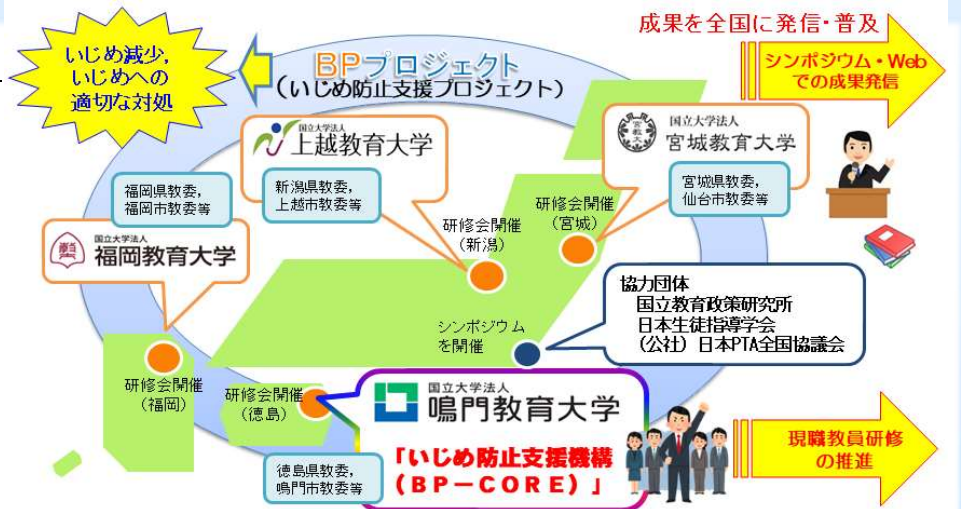 成果を全国に発信・普及
いじめ減少,
いじめへの
適切な対処
BPプロジェクト
(いじめ防止支援プロジェクト)
シンポジウム・Web
での成果発信
国立大学法人
上越教育大学
新潟県教委,
上越市教委等
国立大学法人
宮城教育大学
宮城県教委,
仙台市教委等
福岡県教委,
福岡市教委等
国立大学法人
福岡教育大学
研修会開催
(新潟)
研修会開催
(宮城)
協力団体
国立教育政策研究所
日本生徒指導学会
(公社)日本PTA全国協議会
シンポジウム
を開催
研修会開催
(福岡)
研修会開催
(徳島)
国立大学法人
鳴門教育大学
「いじめ防止支援機構
(BP-CORE)」
徳島県教委,
鳴門市教委等
現職教員研修
の推進